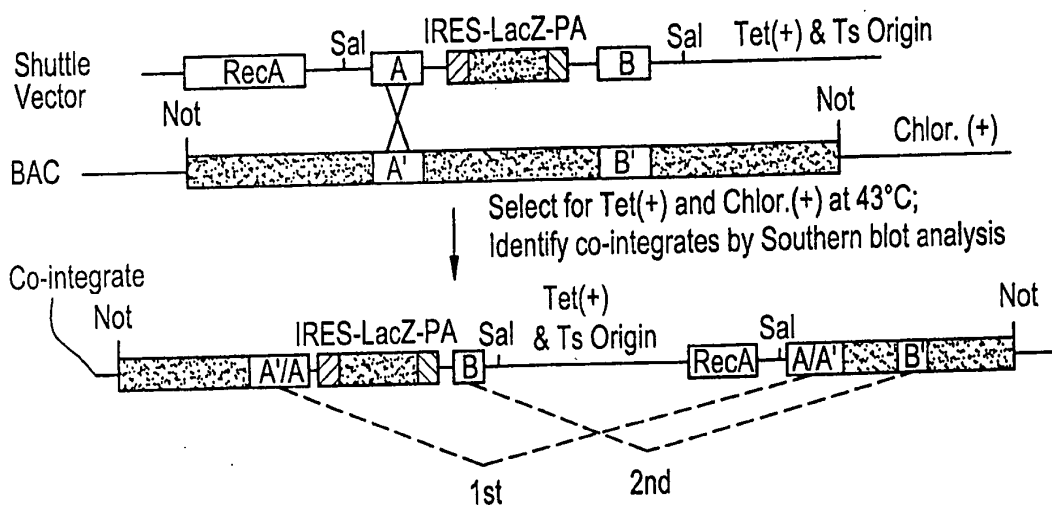 IRES-LacZ-PA
Sal
Sal
Tet(+) & Ts Origin
Shuttle
Vector
RecA
A
B
Not
Not
Chlor. (+)
BAC
A'
B'
Select for Tet(+) and Chlor.(+) at 43°C;
Identify co-integrates by Southern blot analysis
Co-integrate
Not
IRES-LacZ-PA
Sal
Tet(+)
& Ts Origin
Sal
Not
A'/A
B
RecA
A/A'
B'
1st
2nd